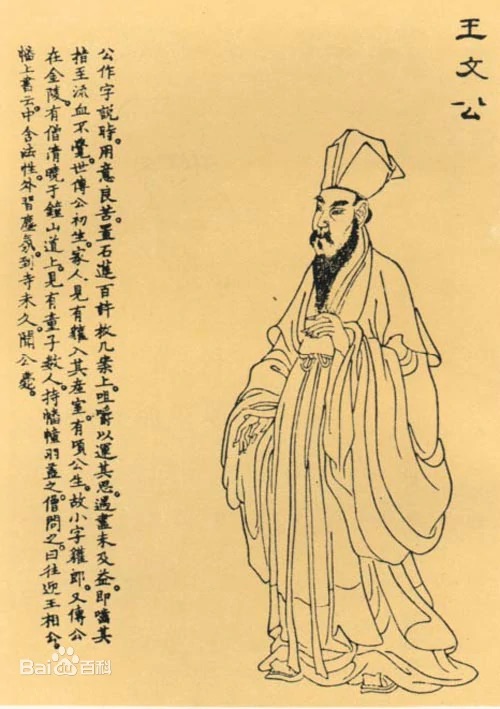 王文公
公作字說時。用意良苦。置石蓮百許枚几案上。咀嚼以運其思。遇盡未及益。即嚙其
指至流血不覺。世傳公初生。家人見有獾入其產室。有頃公生。故小字獾郎。又傳公
在金陵。有僧清曉于鐘山道上。見有童子數人。持幡幢羽蓋之。僧問之。曰往迎王相公。
幡上書云中含法性。外習塵氛。到寺未久。聞公薨。
Bai百科